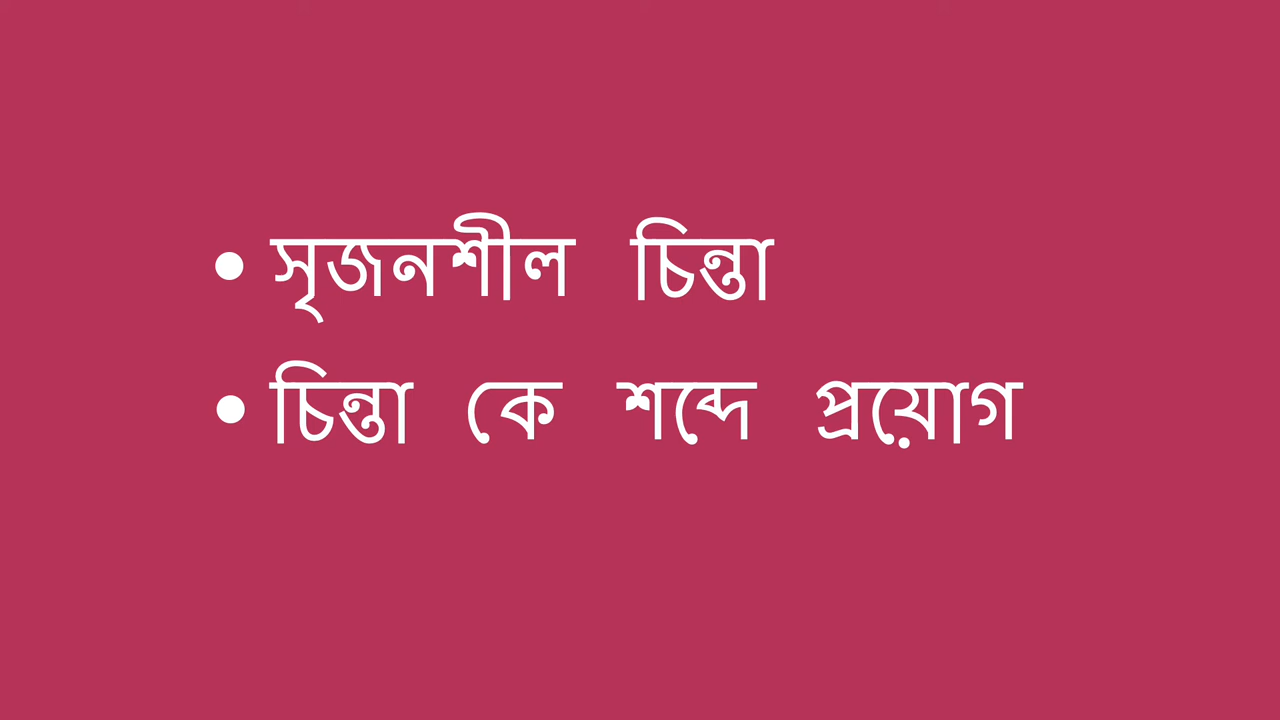 • সৃজনশীল চিন্তা
• চিন্তা কে শব্দে প্রয়োগ